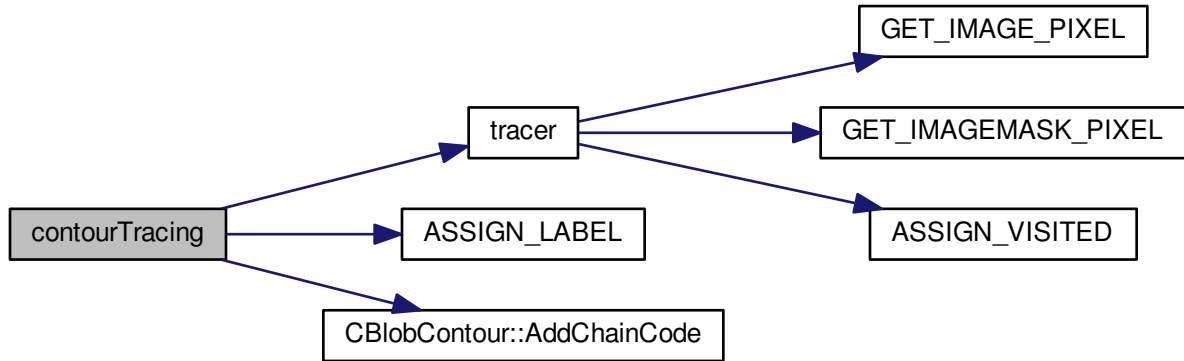 GET_IMAGE_PIXEL
tracer
GET_IMAGEMASK_PIXEL
contourTracing
ASSIGN_LABEL
ASSIGN_VISITED
CBlobContour::AddChainCode